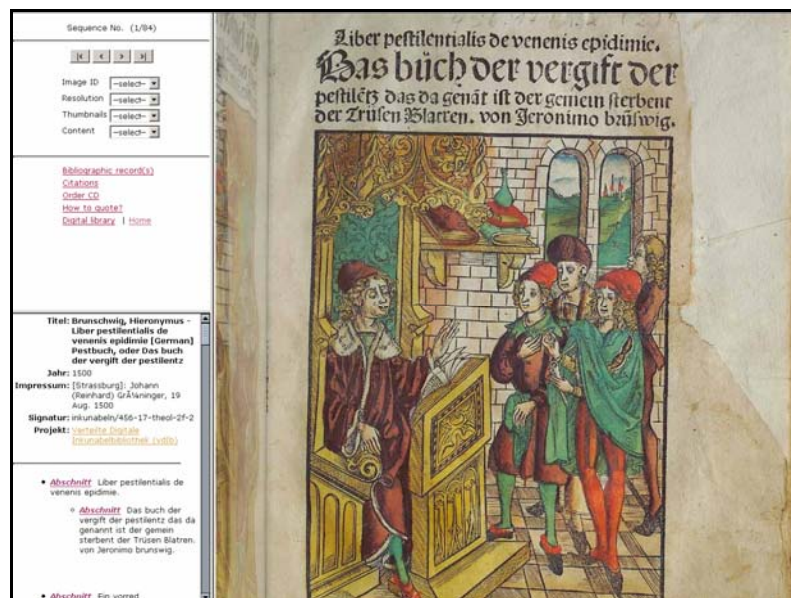 Sequence No. (1/84)
Image ID --select--
Resolution --select--
Thumbnails --select--
Content --select--
Bibliographic record(s)
Citations
Order CD
How to quote?
Digital library | Home
Titel: Brunschwig, Hieronymus -
Liber pestilentialis de
venenis epidimie [German]
Pestbuch, oder Das buch
der vergift der pestilentz
Jahr: 1500
Impressum: [Strassburg]: Johann
(Reinhard) GrÃ¼ninger, 19
Aug. 1500
Signatur: inkunabeln/456-17-theol-2f-2
Projekt: Verteilte Digitale
Inkunabelbibliothek (vdIb)
Abschnitt Liber pestilentialis de
venenis epidimie.
Abschnitt Das buch der
vergift der pestilentz das da
genannt ist der gemein
sterbent der Trüsen Blatren.
von Jeronimo brunswig.
Abschnitt Ein vorred
Liber pestilentialis de venenis epidimie.
Das büch der vergift der
pestilẽtz das da genãt ist der gemein sterbent
der Trüsen Blatren. von Jeronimo brüswig.